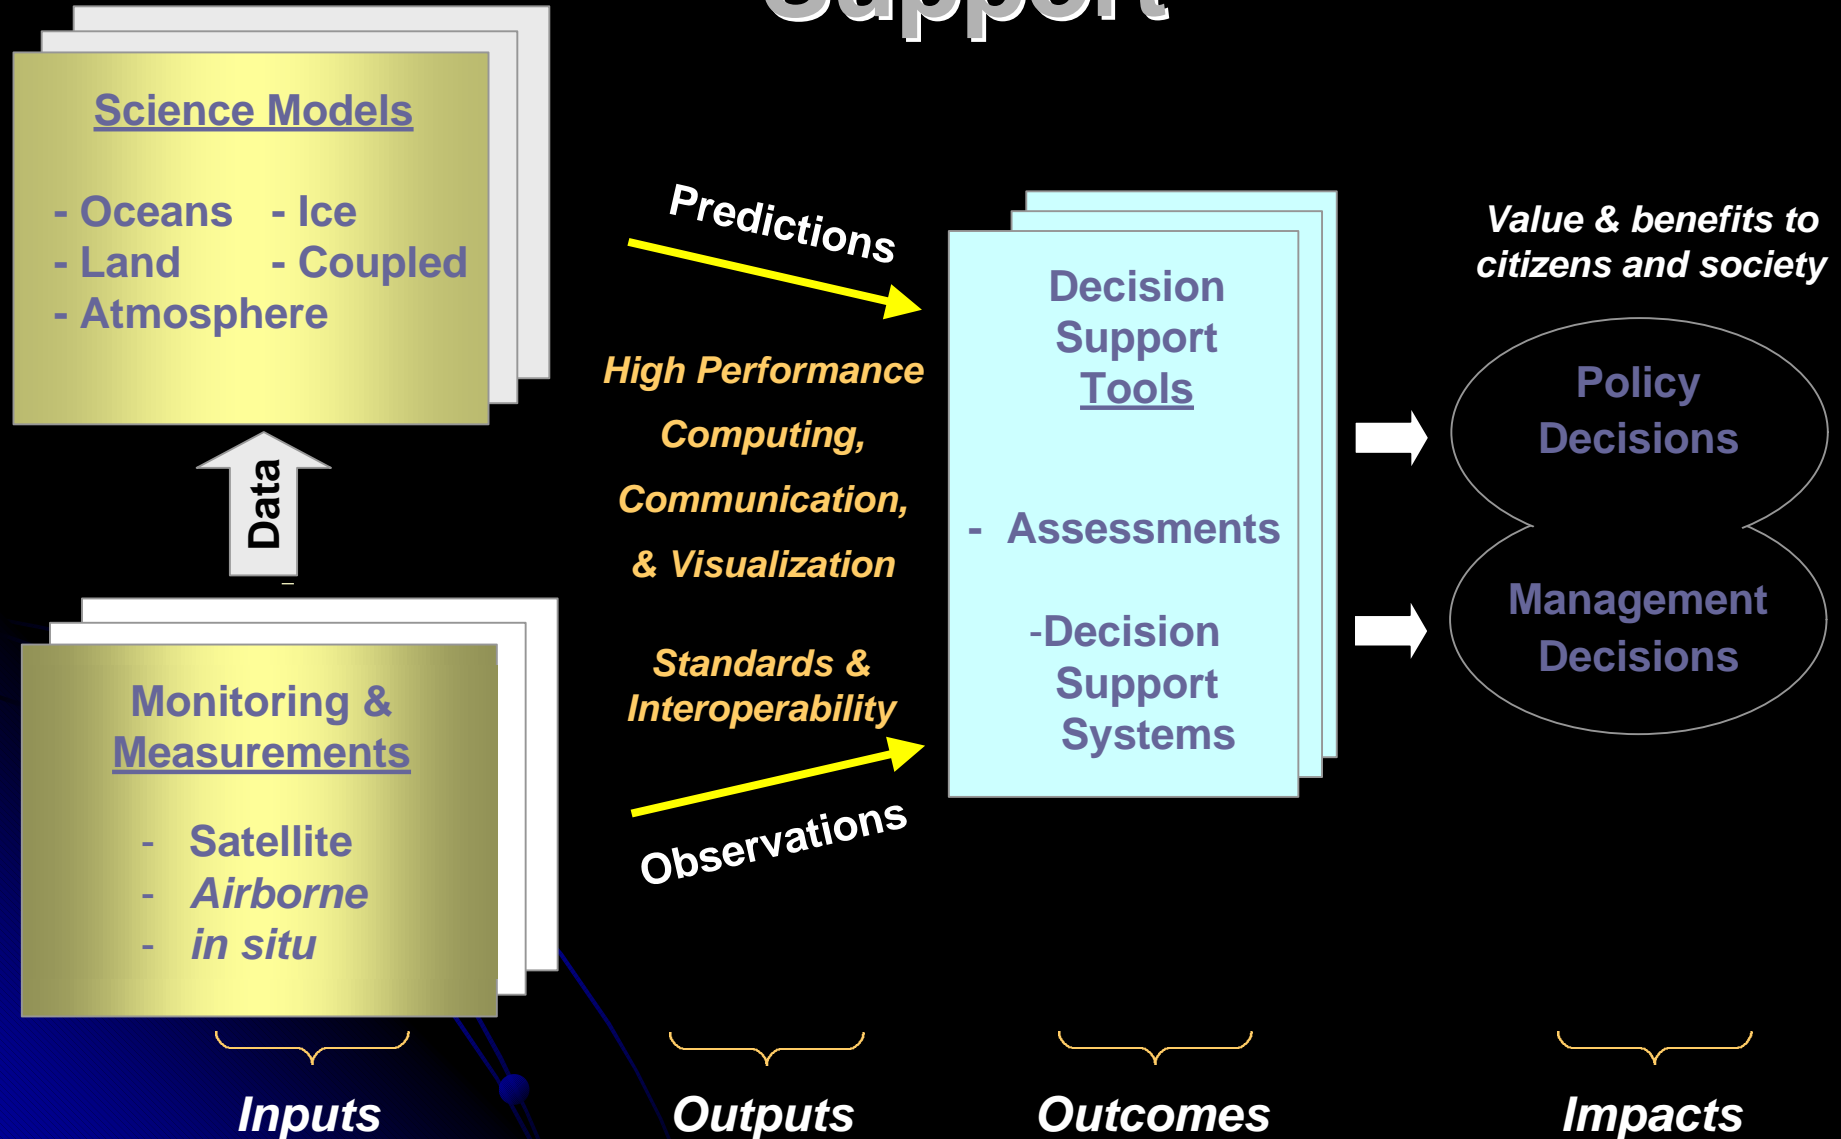 Support
Science Models
- Oceans - Ice
- Land - Coupled
- Atmosphere
Data
Monitoring &
Measurements
- Satellite
- Airborne
- in situ
Predictions
High Performance
Computing,
Communication,
& Visualization
Standards &
Interoperability
Observations
Decision
Support
Tools
- Assessments
-Decision
Support
Systems
Value & benefits to
citizens and society
Policy
Decisions
Management
Decisions
Inputs
Outputs
Outcomes
Impacts